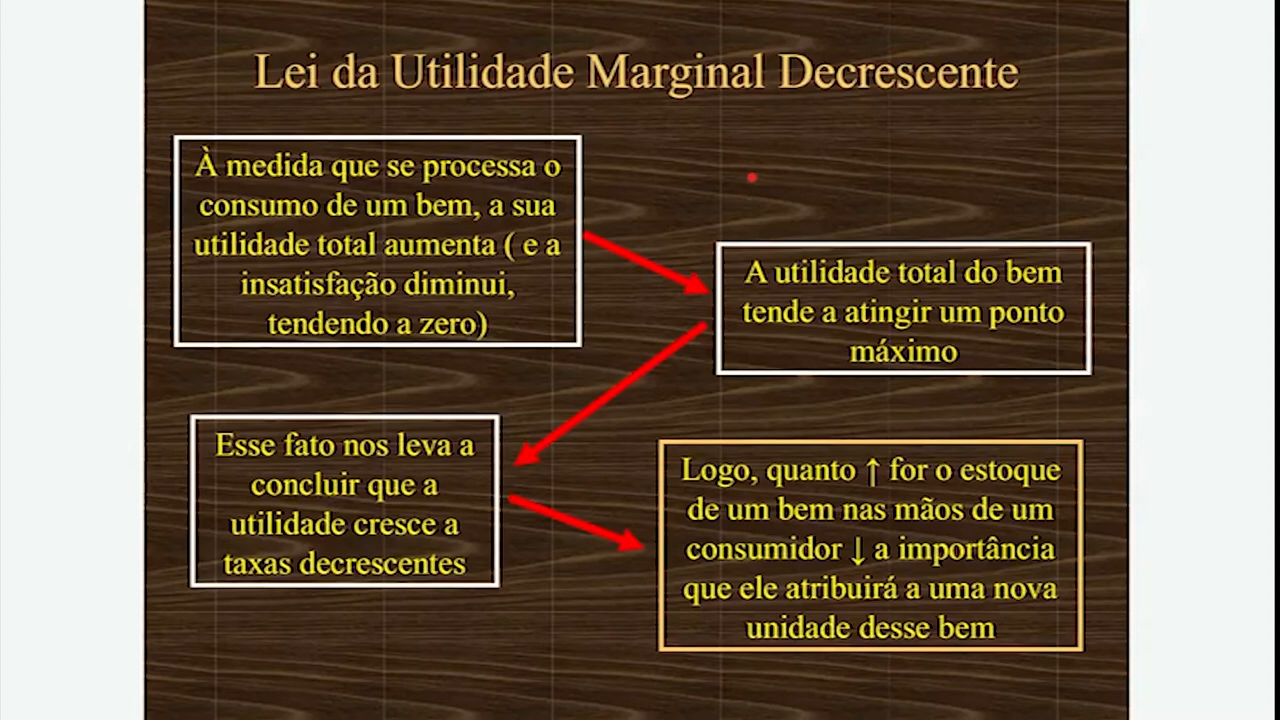 Lei da Utilidade Marginal Decrescente
À medida que se processa o
consumo de um bem, a sua
utilidade total aumenta ( e a
insatisfação diminui,
tendendo a zero)
A utilidade total do bem
tende a atingir um ponto
máximo
Esse fato nos leva a
concluir que a
utilidade cresce a
taxas decrescentes
Logo, quanto ↑ for o estoque
de um bem nas mãos de um
consumidor ↓ a importância
que ele atribuirá a uma nova
unidade desse bem